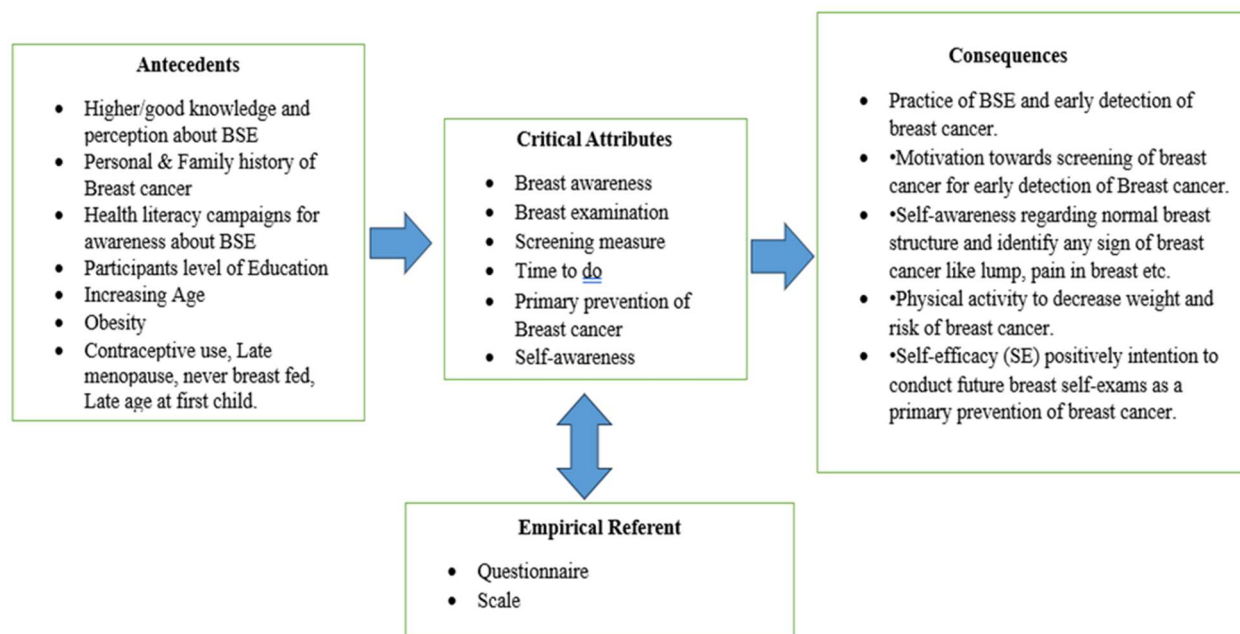 Antecedents
• Higher/good knowledge and
perception about BSE
• Personal & Family history of
Breast cancer
• Health literacy campaigns for
awareness about BSE
• Participants level of Education
• Increasing Age
• Obesity
• Contraceptive use, Late
menopause, never breast fed,
Late age at first child.
Critical Attributes
• Breast awareness
• Breast examination
• Screening measure
• Time to do
• Primary prevention of
Breast cancer
• Self-awareness
Consequences
• Practice of BSE and early detection of
breast cancer.
• •Motivation towards screening of breast
cancer for early detection of Breast cancer.
• •Self-awareness regarding normal breast
structure and identify any sign of breast
cancer like lump, pain in breast etc.
• •Physical activity to decrease weight and
risk of breast cancer.
• •Self-efficacy (SE) positively intention to
conduct future breast self-exams as a
primary prevention of breast cancer.
Empirical Referent
• Questionnaire
• Scale